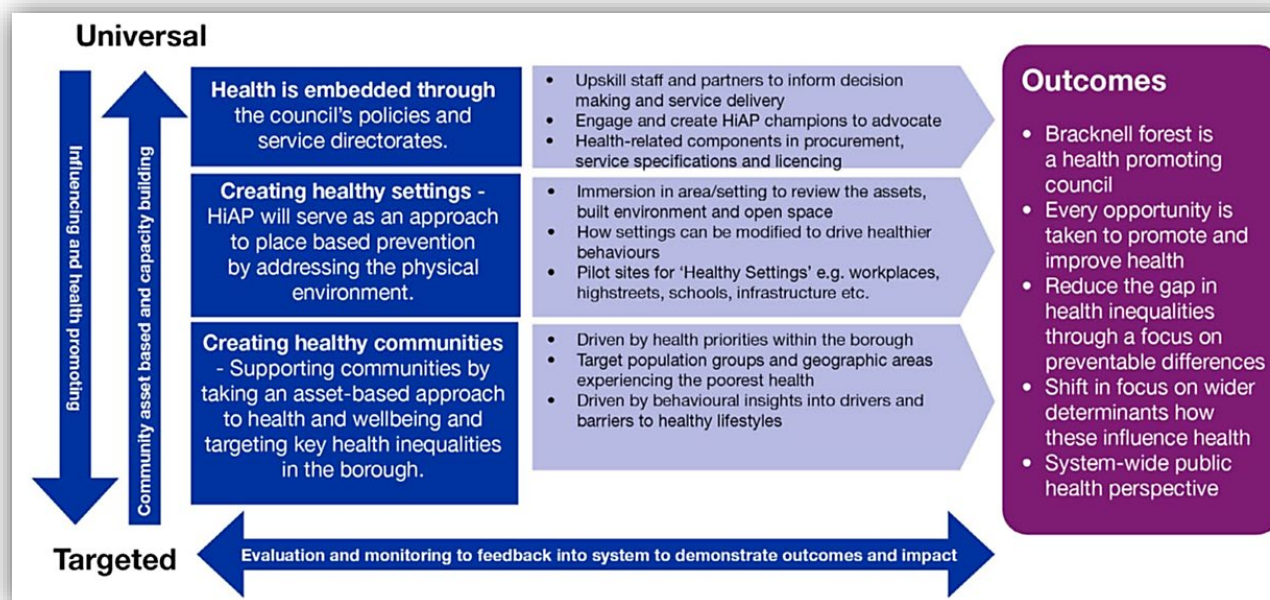 Universal
Influencing and health promoting
Community asset based and capacity building
Health is embedded through
the council's policies and
service directorates.
• Upskill staff and partners to inform decision
making and service delivery
• Engage and create HiAP champions to advocate
• Health-related components in procurement,
service specifications and licencing
Creating healthy settings -
HiAP will serve as an approach
to place based prevention
by addressing the physical
environment.
• Immersion in area/setting to review the assets,
built environment and open space
• How settings can be modified to drive healthier
behaviours
• Pilot sites for 'Healthy Settings' e.g. workplaces,
highstreets, schools, infrastructure etc.
Creating healthy communities
- Supporting communities by
taking an asset-based approach
to health and wellbeing and
targeting key health inequalities
in the borough.
• Driven by health priorities within the borough
• Target population groups and geographic areas
experiencing the poorest health
• Driven by behavioural insights into drivers and
barriers to healthy lifestyles
Outcomes
• Bracknell forest is
a health promoting
council
• Every opportunity is
taken to promote and
improve health
• Reduce the gap in
health inequalities
through a focus on
preventable differences
• Shift in focus on wider
determinants how
these influence health
• System-wide public
health perspective
Targeted
Evaluation and monitoring to feedback into system to demonstrate outcomes and impact